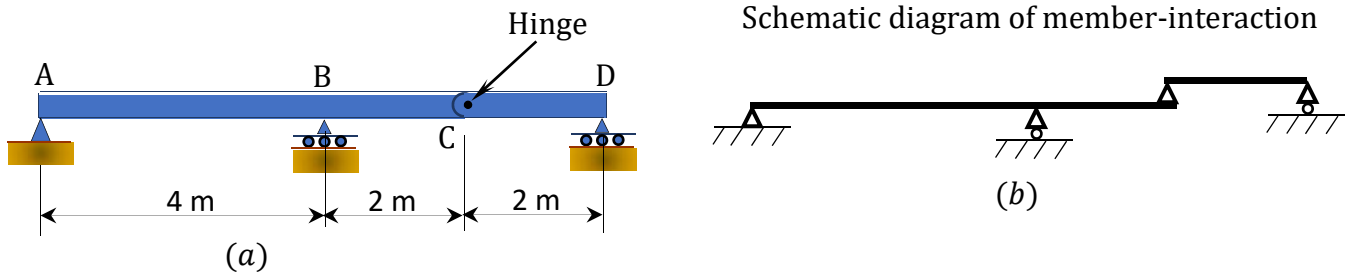 Schematic diagram of member-interaction
Hinge
A
B
D
C
4 m
2 m
2 m
(a)
(b)